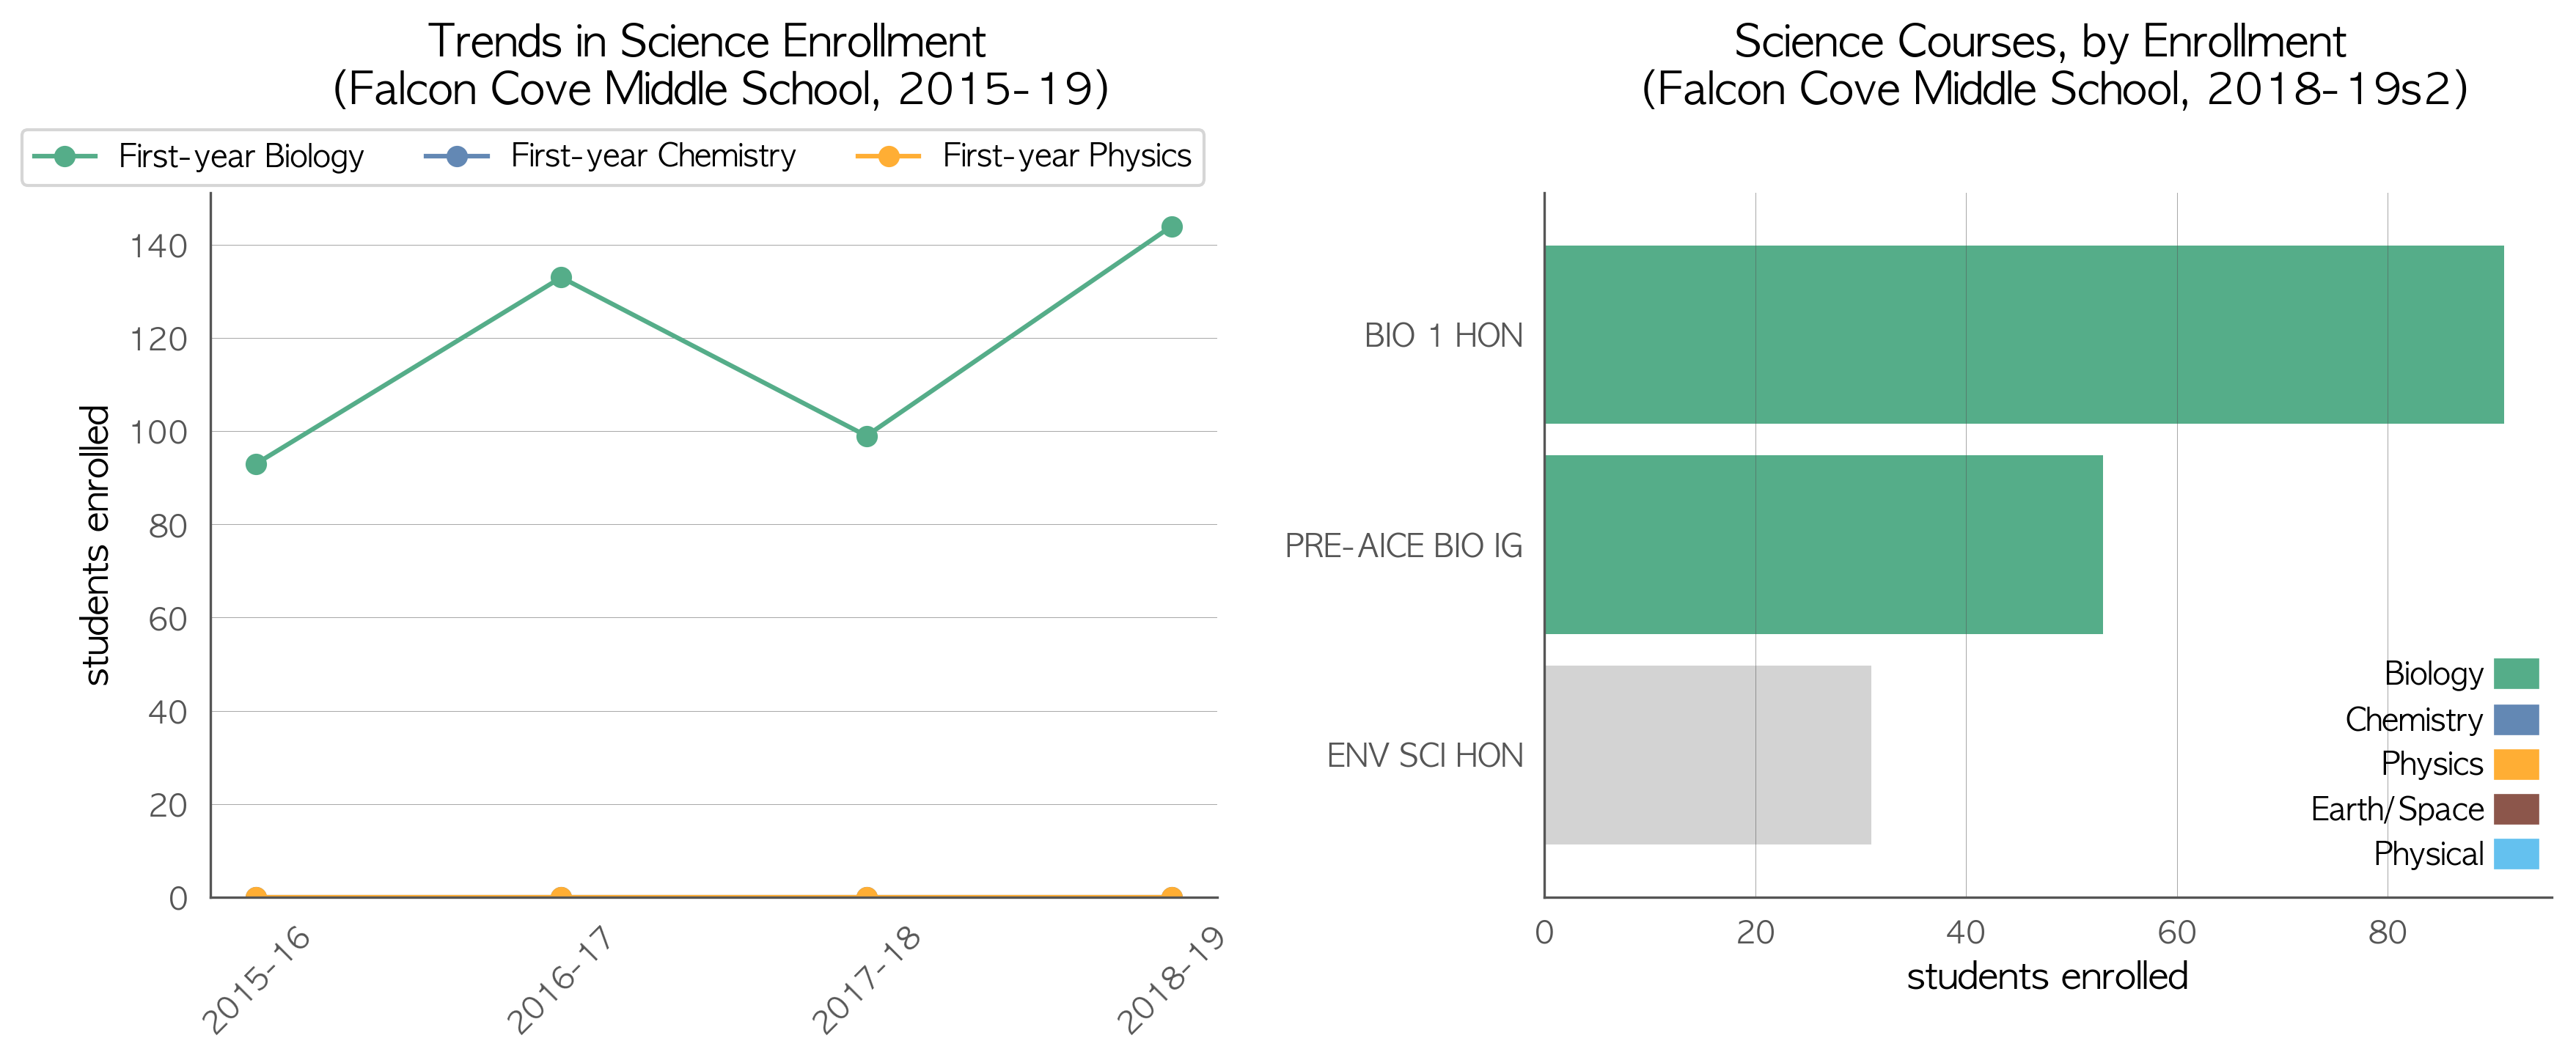 Trends in Science Enrollment
(Falcon Cove Middle School, 2015-19)
First-year Biology
First-year Chemistry
First-year Physics
140
120
100
80
60
40
20
0
students enrolled
2015-16
2016-17
2017-18
2018-19
Science Courses, by Enrollment
(Falcon Cove Middle School, 2018-19s2)
BIO 1 HON
PRE-AICE BIO IG
ENV SCI HON
Biology
Chemistry
Physics
Earth/Space
Physical
0
20
40
60
80
students enrolled